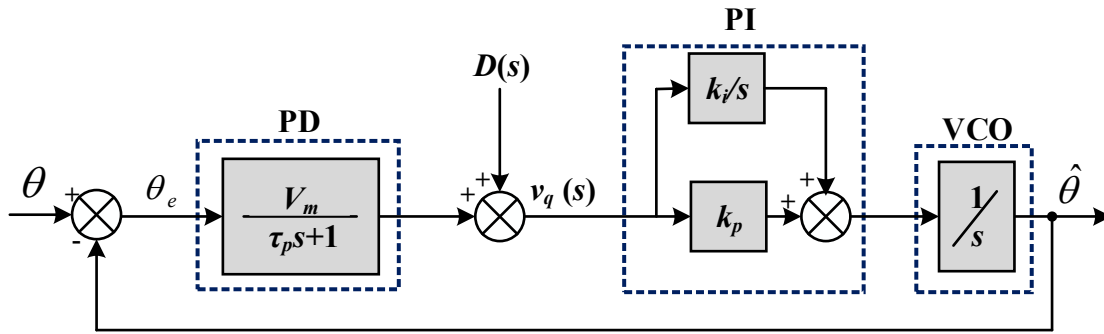 PI
D(s)
k_i/s
PD
VCO
θ
+
-
θ_e
V_m
τ_p s+1
+
+
v_q (s)
k_p
+
+
1/s
θ̂